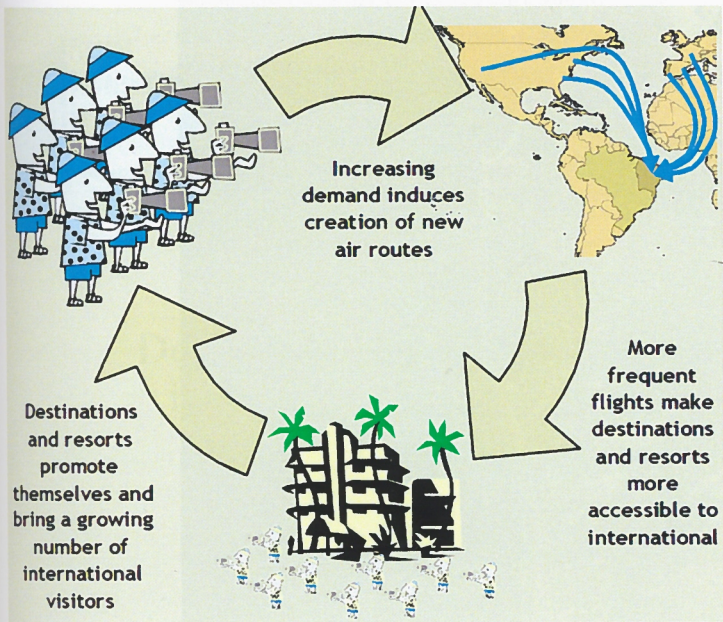 Increasing
demand induces
creation of new
air routes
More
frequent
flights make
destinations
and resorts
more
accessible to
international
Destinations
and resorts
promote
themselves and
bring a growing
number of
international
visitors